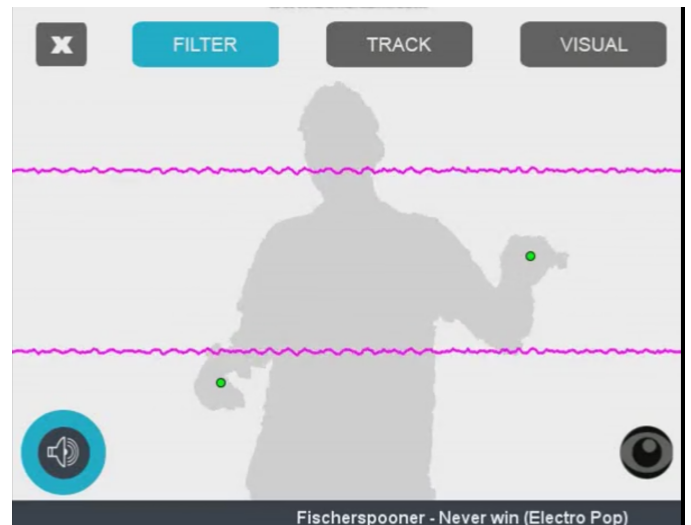 X
FILTER
TRACK
VISUAL
Fischerspooner - Never win (Electro Pop)